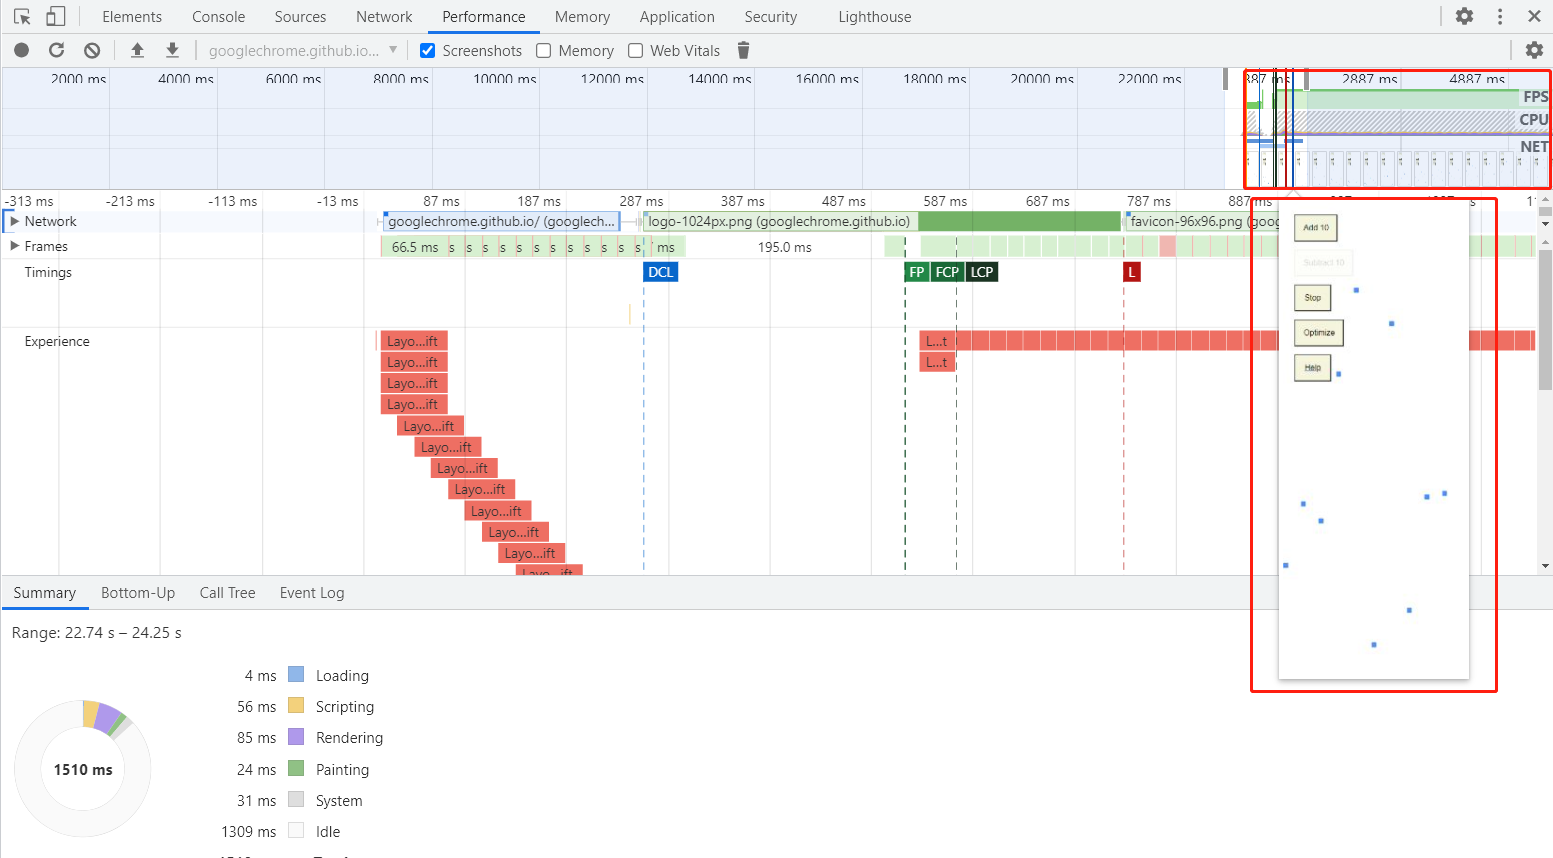 Elements Console Sources Network Performance Memory Application Security Lighthouse
googlechrome.github.io... Screenshots Memory Web Vitals
2000 ms 4000 ms 6000 ms 8000 ms 10000 ms 12000 ms 14000 ms 16000 ms 18000 ms 20000 ms 22000 ms 387 ms 2887 ms 4887 ms
FPS
CPU
NET
-313 ms -213 ms -113 ms -13 ms 87 ms 187 ms 287 ms 387 ms 487 ms 587 ms 687 ms 787 ms 887 ms
Network googlechrome.github.io/ (googlech... logo-1024px.png (googlechrome.github.io) favicon-96x96.png (goog
Frames 66.5 ms s s s s s s s s s s ms 195.0 ms
Timings DCL FP FCP LCP L
Experience Layo...ift L...t
Layo...ift L...t
Layo...ift
Layo...ift
Layo...ift
Layo...ift
Layo...ift
Layo...ift
Layo...ift
Layo...ift
Layo...ift
Layo...ift
Add 10
Subtract 10
Stop
Optimize
Help
Summary Bottom-Up Call Tree Event Log
Range: 22.74 s – 24.25 s
4 ms Loading
56 ms Scripting
85 ms Rendering
24 ms Painting
31 ms System
1309 ms Idle
1510 ms